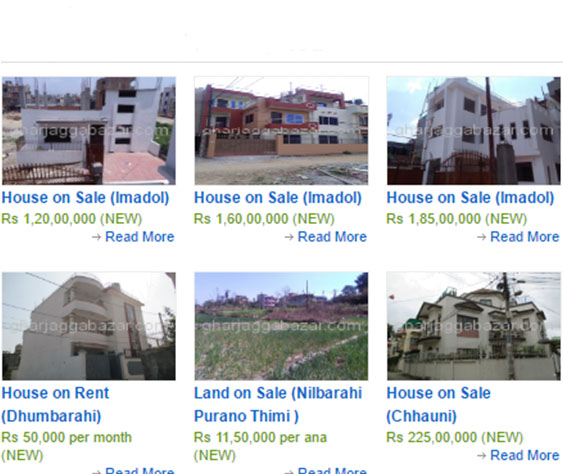 gharjaggabazar.com
gharjaggabazar.com
gharjaggabazar.com
House on Sale (Imadol)
House on Sale (Imadol)
House on Sale (Imadol)
Rs 1,20,00,000 (NEW)
Rs 1,60,00,000 (NEW)
Rs 1,85,00,000 (NEW)
→ Read More
→ Read More
→ Read More
gharjaggabazar.com
gharjaggabazar.com
gharjaggabazar.com
House on Rent
(Dhumbarahi)
Rs 50,000 per month
(NEW)
→ Read More
Land on Sale (Nilbarahi
Purano Thimi )
Rs 11,50,000 per ana
(NEW)
→ Read More
House on Sale
(Chhauni)
Rs 225,00,000 (NEW)
→ Read More